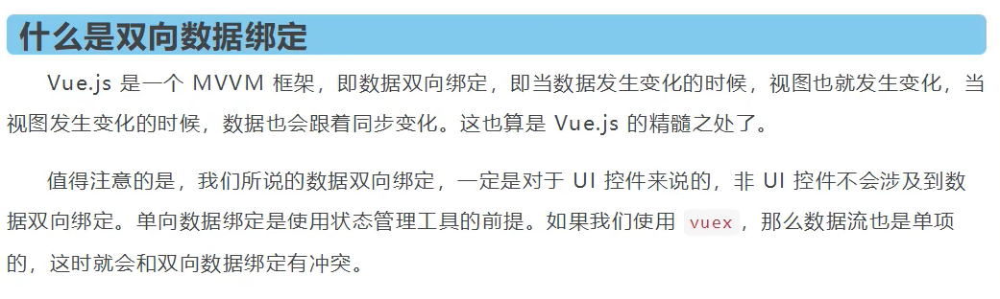 什么是双向数据绑定
Vue.js 是一个 MVVM 框架，即数据双向绑定，即当数据发生变化的时候，视图也就发生变化，当
视图发生变化的时候，数据也会跟着同步变化。这也算是 Vue.js 的精髓之处了。
值得注意的是，我们所说的数据双向绑定，一定是对于 UI 控件来说的，非 UI 控件不会涉及到数
据双向绑定。单向数据绑定是使用状态管理工具的前提。如果我们使用 vuex，那么数据流也是单项
的，这时就会和双向数据绑定有冲突。